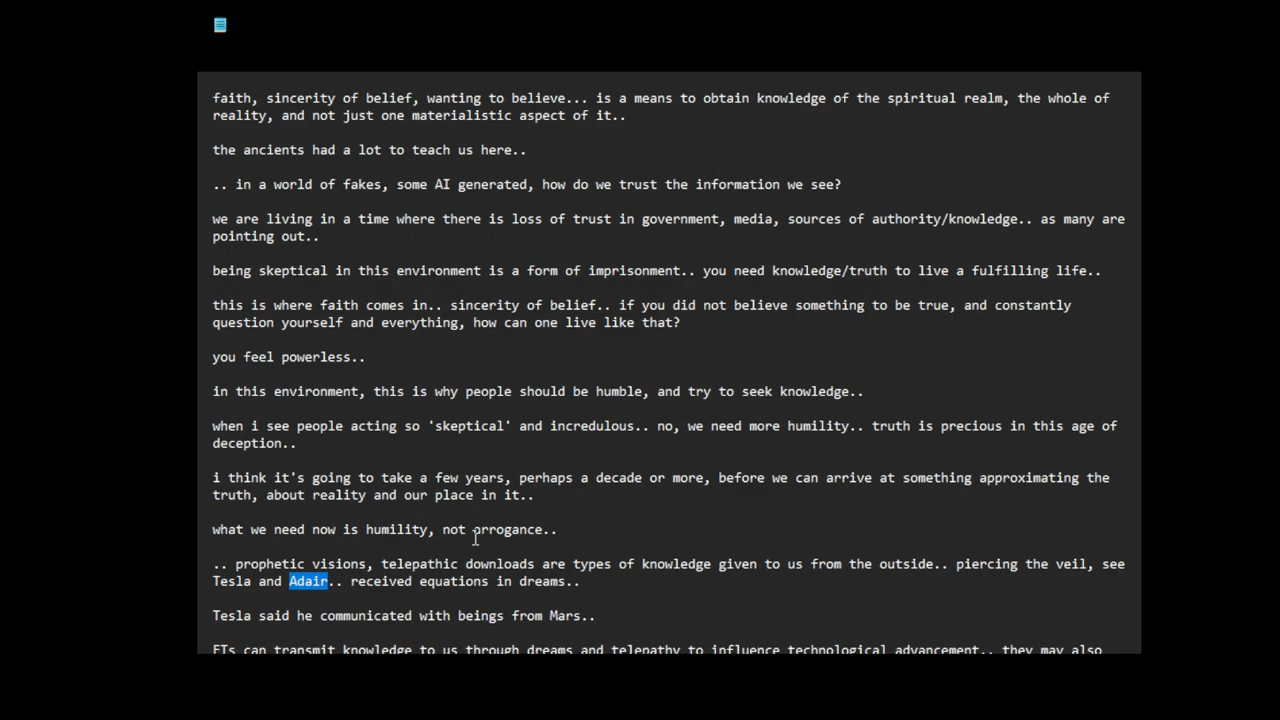 faith, sincerity of belief, wanting to believe... is a means to obtain knowledge of the spiritual realm, the whole of
reality, and not just one materialistic aspect of it..
the ancients had a lot to teach us here..
.. in a world of fakes, some AI generated, how do we trust the information we see?
we are living in a time where there is loss of trust in government, media, sources of authority/knowledge.. as many are
pointing out..
being skeptical in this environment is a form of imprisonment.. you need knowledge/truth to live a fulfilling life..
this is where faith comes in.. sincerity of belief.. if you did not believe something to be true, and constantly
question yourself and everything, how can one live like that?
you feel powerless..
in this environment, this is why people should be humble, and try to seek knowledge..
when i see people acting so 'skeptical' and incredulous.. no, we need more humility.. truth is precious in this age of
deception..
i think it's going to take a few years, perhaps a decade or more, before we can arrive at something approximating the
truth, about reality and our place in it..
what we need now is humility, not arrogance..
.. prophetic visions, telepathic downloads are types of knowledge given to us from the outside.. piercing the veil, see
Tesla and Adair.. received equations in dreams..
Tesla said he communicated with beings from Mars..
ETs can transmit knowledge to us through dreams and telepathy to influence technological advancement.. they may also